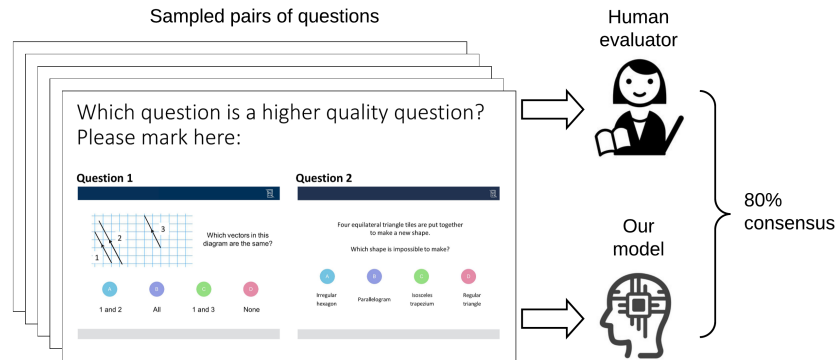 Sampled pairs of questions
Human
evaluator
Which question is a higher quality question?
Please mark here:
Question 1
Question 2
1
2
3
Which vectors in this
diagram are the same?
A
B
C
D
1 and 2
All
1 and 3
None
Four equilateral triangle tiles are put together
to make a new shape.
Which shape is impossible to make?
A
B
C
D
Irregular
hexagon
Parallelogram
Isosceles
trapezium
Regular
triangle
Our
model
80%
consensus